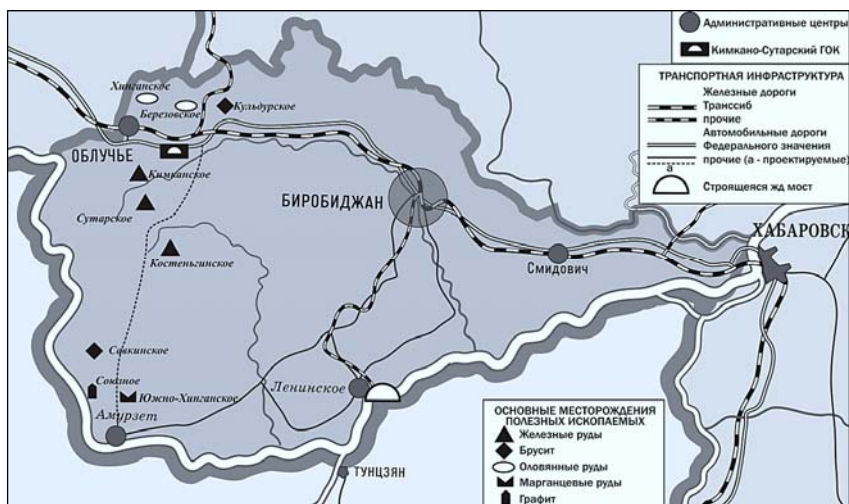 Административные центры
Кимкано-Сутарский ГОК
ТРАНСПОРТНАЯ ИНФРАСТРУКТУРА
Железные дороги
Транссиб
прочие
Автомобильные дороги
Федерального значения
прочие (а - проектируемые)
а
Строящейся жд мост
Хинганское
Березовское
Кульдурское
ОБЛУЧЬЕ
Кимканское
Сутарское
Костеньгинское
БИРОБИДЖАН
Смидович
ХАБАРОВСК
Савкинское
Союзное
Южно-Хинганское
Амурзет
Ленинское
ТУНЦЗЯН
ОСНОВНЫЕ МЕСТОРОЖДЕНИЯ
ПОЛЕЗНЫХ ИСКОПАЕМЫХ
Железные руды
Брусит
Оловянные руды
Марганцевые руды
Графит